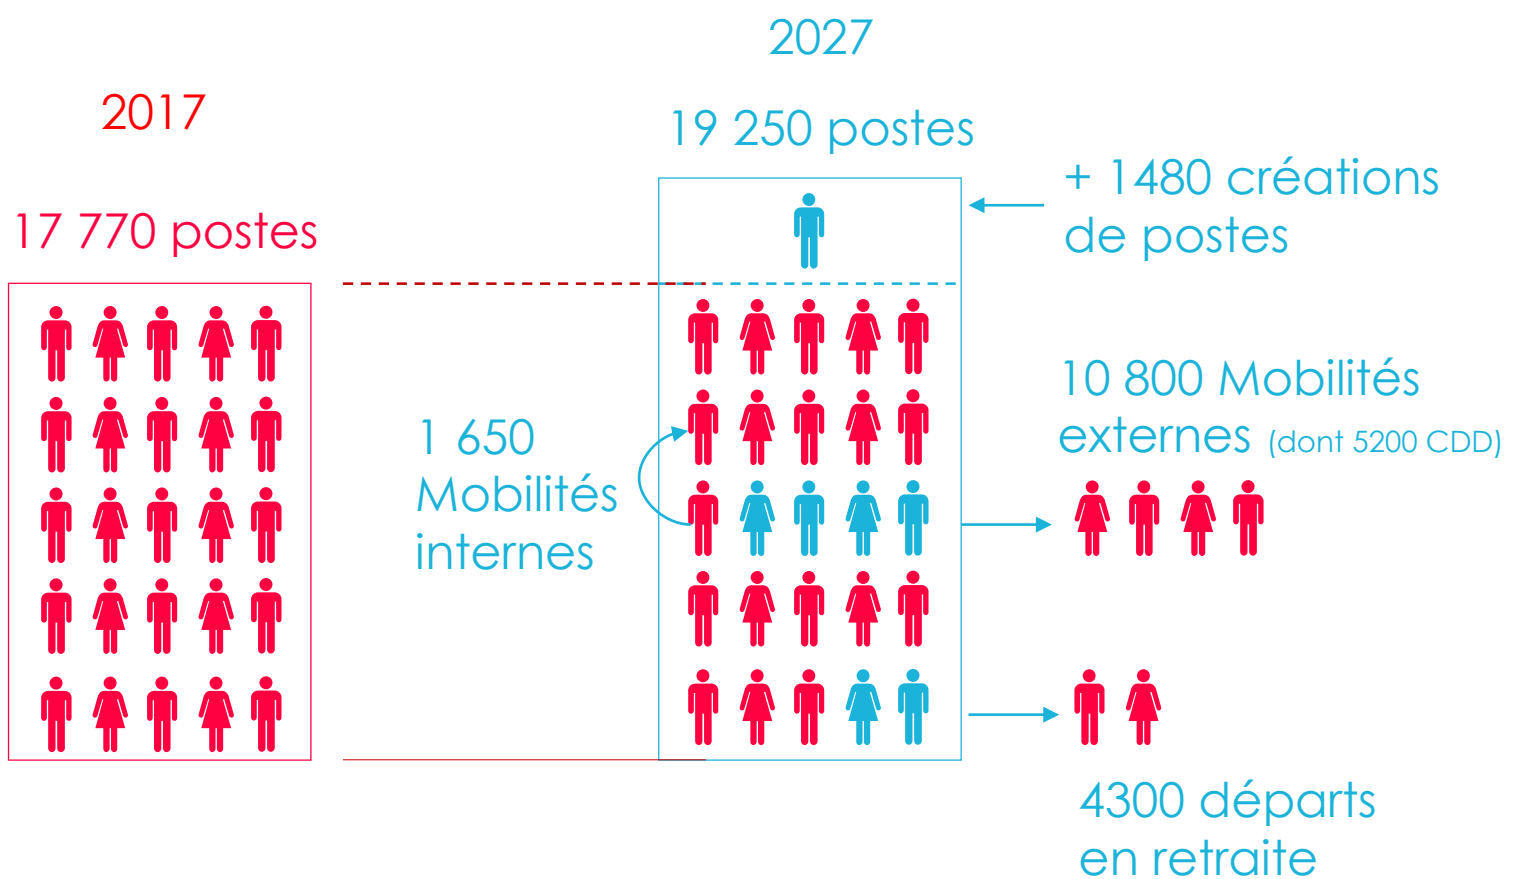 2017
17 770 postes
2027
19 250 postes
+ 1480 créations
de postes
1 650
Mobilités
internes
10 800 Mobilités
externes (dont 5200 CDD)
4300 départs
en retraite